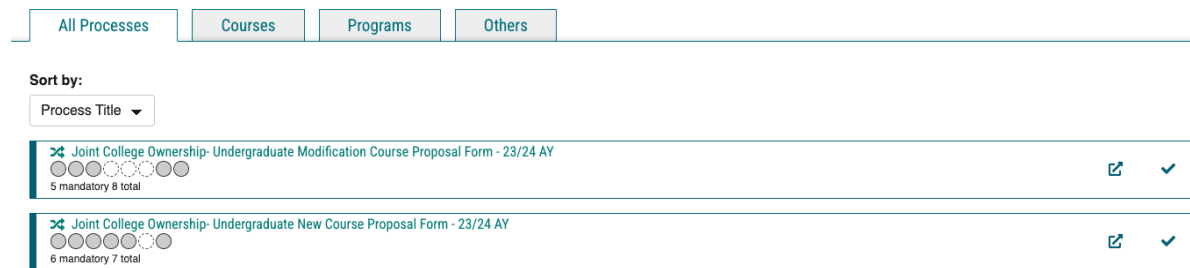 All Processes Courses Programs Others
Sort by:
Process Title
Joint College Ownership- Undergraduate Modification Course Proposal Form - 23/24 AY
5 mandatory 8 total
Joint College Ownership- Undergraduate New Course Proposal Form - 23/24 AY
6 mandatory 7 total